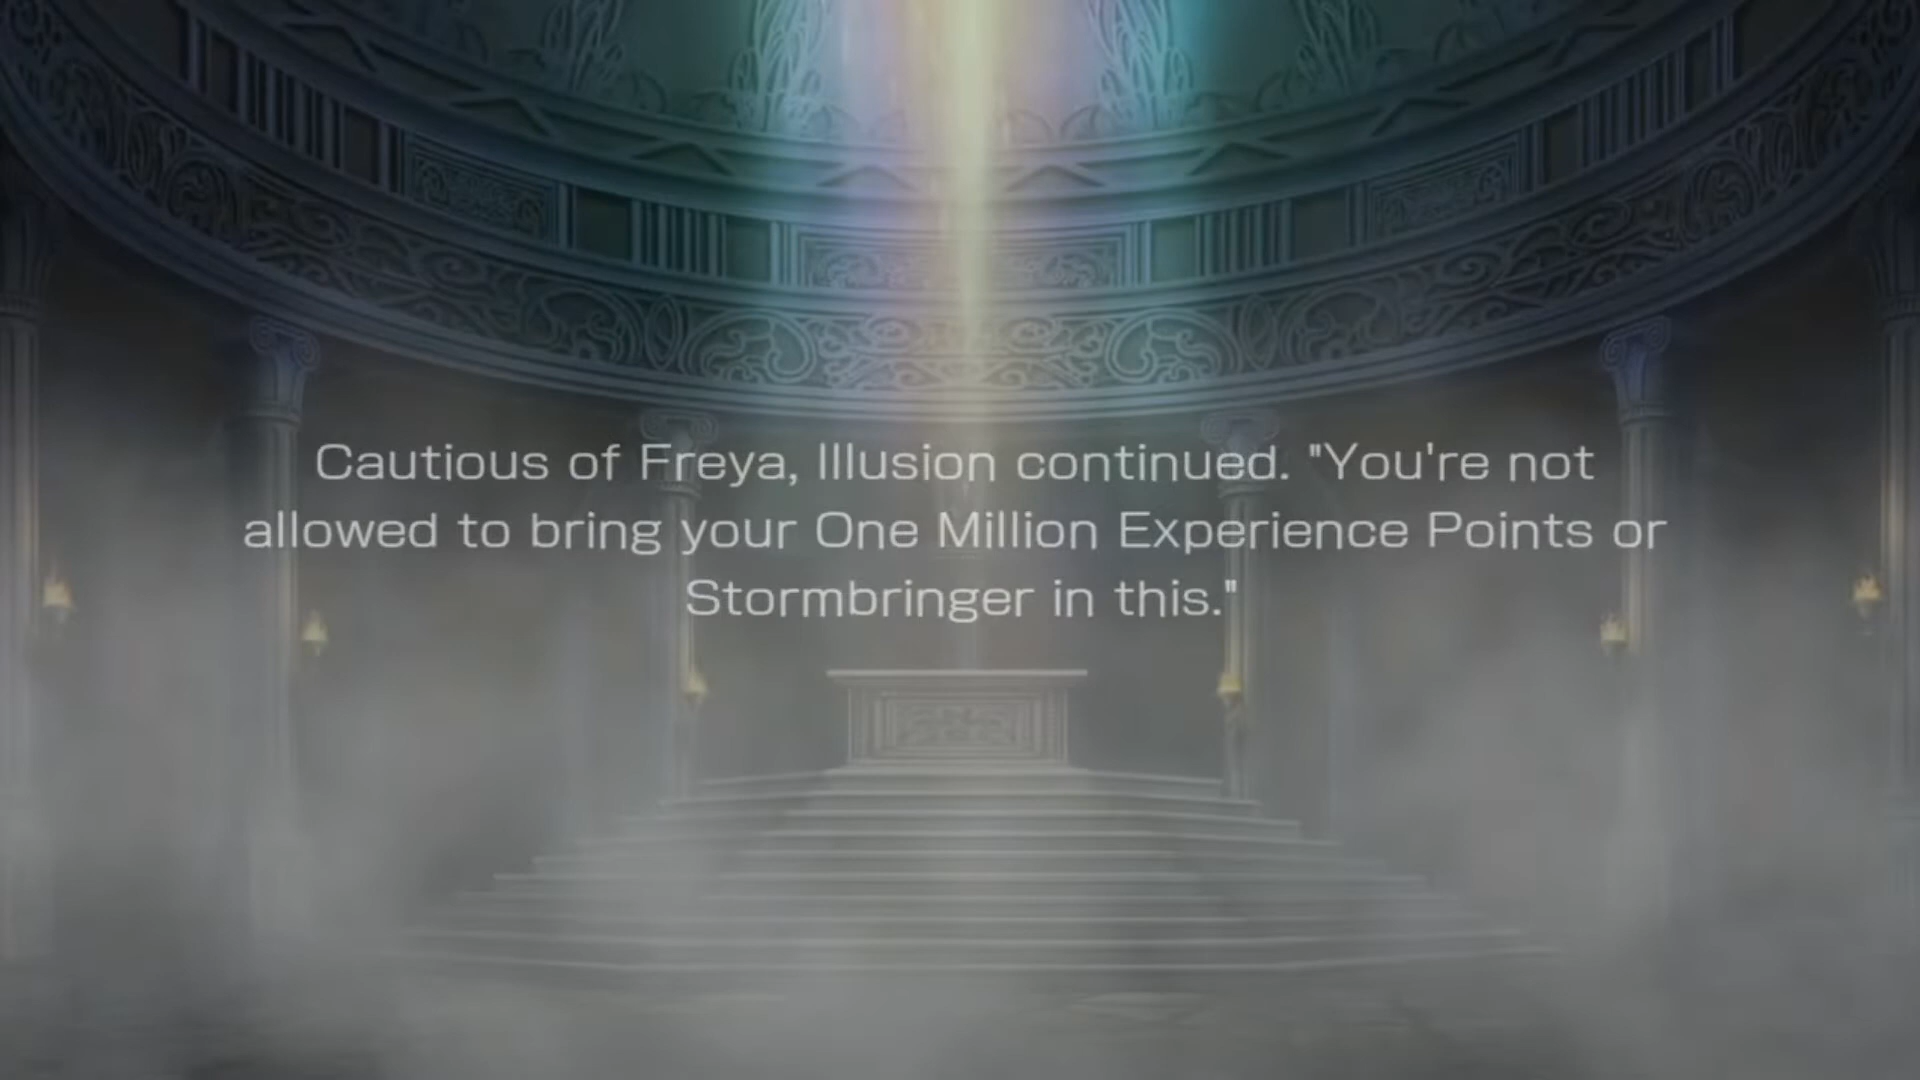 Cautious of Freya, Illusion continued. "You're not
allowed to bring your One Million Experience Points or
Stormbringer in this."